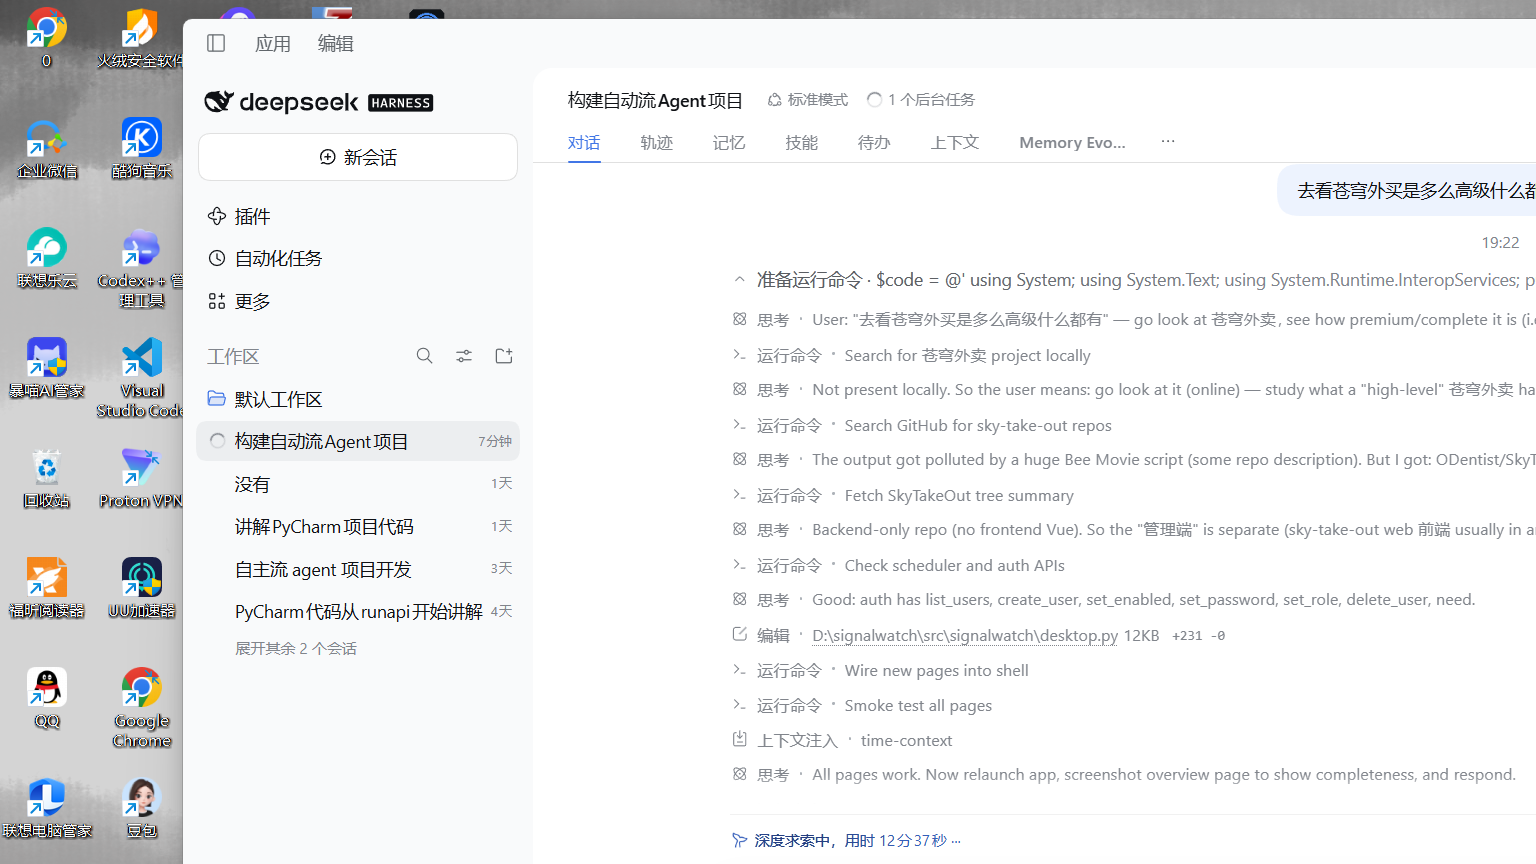 0
火绒安全软件
企业微信
酷狗音乐
联想乐云
Codex++ 管
理工具
暴喵AI管家
Visual
Studio Code
回收站
Proton VPN
福昕阅读器
UU加速器
QQ
Google
Chrome
联想电脑管家
豆包
应用 编辑
deepseek HARNESS
新会话
插件
自动化任务
更多
工作区
默认工作区
构建自动流Agent项目 7分钟
没有 1天
讲解PyCharm项目代码 1天
自主流 agent 项目开发 3天
PyCharm代码从runapi开始讲解 4天
展开其余 2 个会话
构建自动流Agent项目 标准模式 1 个后台任务
对话 轨迹 记忆 技能 待办 上下文 Memory Evo... ···
去看苍穹外买是多么高级什么都
19:22
准备运行命令 · $code = @' using System; using System.Text; using System.Runtime.InteropServices; p
思考 · User: "去看苍穹外买是多么高级什么都有" — go look at 苍穹外卖, see how premium/complete it is (i.e
运行命令 · Search for 苍穹外卖 project locally
思考 · Not present locally. So the user means: go look at it (online) — study what a "high-level" 苍穹外卖 ha
运行命令 · Search GitHub for sky-take-out repos
思考 · The output got polluted by a huge Bee Movie script (some repo description). But I got: ODentist/SkyT
运行命令 · Fetch SkyTakeOut tree summary
思考 · Backend-only repo (no frontend Vue). So the "管理端" is separate (sky-take-out web 前端 usually in a
运行命令 · Check scheduler and auth APIs
思考 · Good: auth has list_users, create_user, set_enabled, set_password, set_role, delete_user, need.
编辑 · D:\signalwatch\src\signalwatch\desktop.py 12KB +231 -0
运行命令 · Wire new pages into shell
运行命令 · Smoke test all pages
上下文注入 · time-context
思考 · All pages work. Now relaunch app, screenshot overview page to show completeness, and respond.
深度求索中，用时 12分37秒 ···